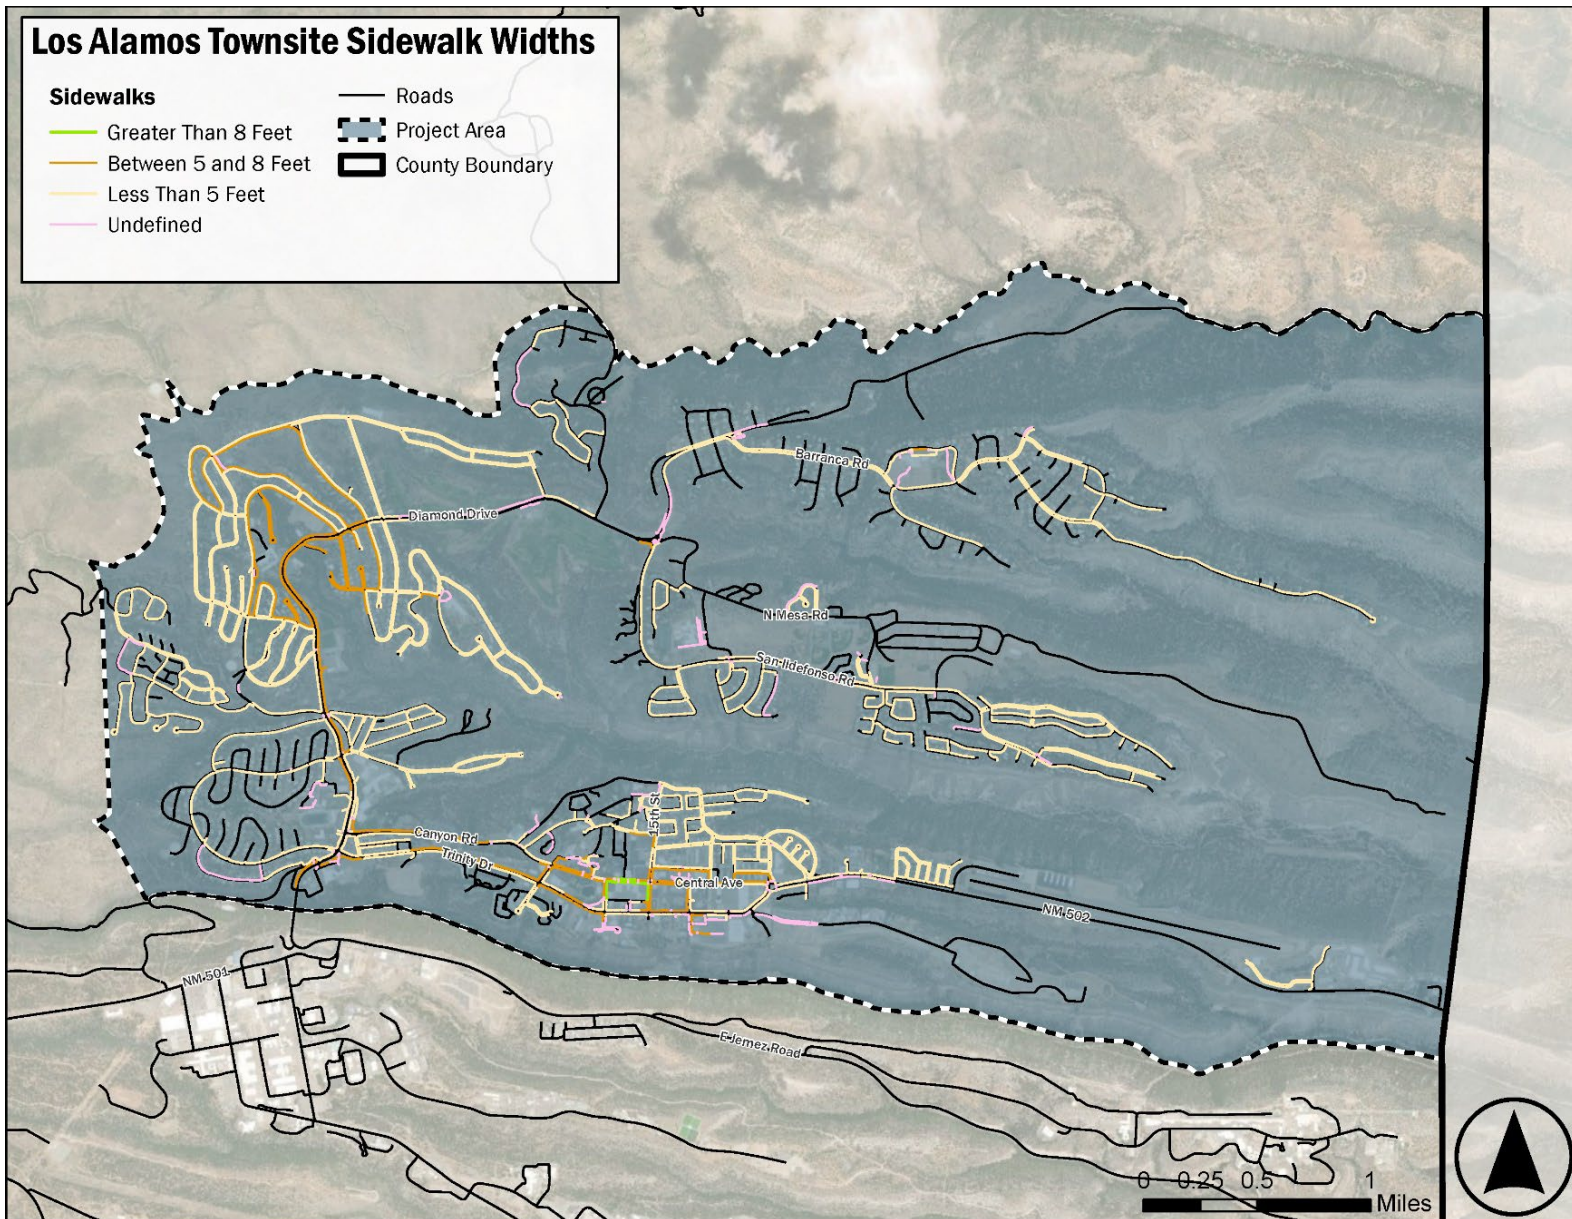 Los Alamos Townsite Sidewalk Widths
Sidewalks
Greater Than 8 Feet
Between 5 and 8 Feet
Less Than 5 Feet
Undefined
Roads
Project Area
County Boundary
Barranca Rd
Diamond Drive
N Mesa Rd
San Ildefonso Rd
15th St
Canyon Rd
Trinity Dr
Central Ave
NM 502
NM 501
E Jemez Road
0 0.25 0.5 1
Miles